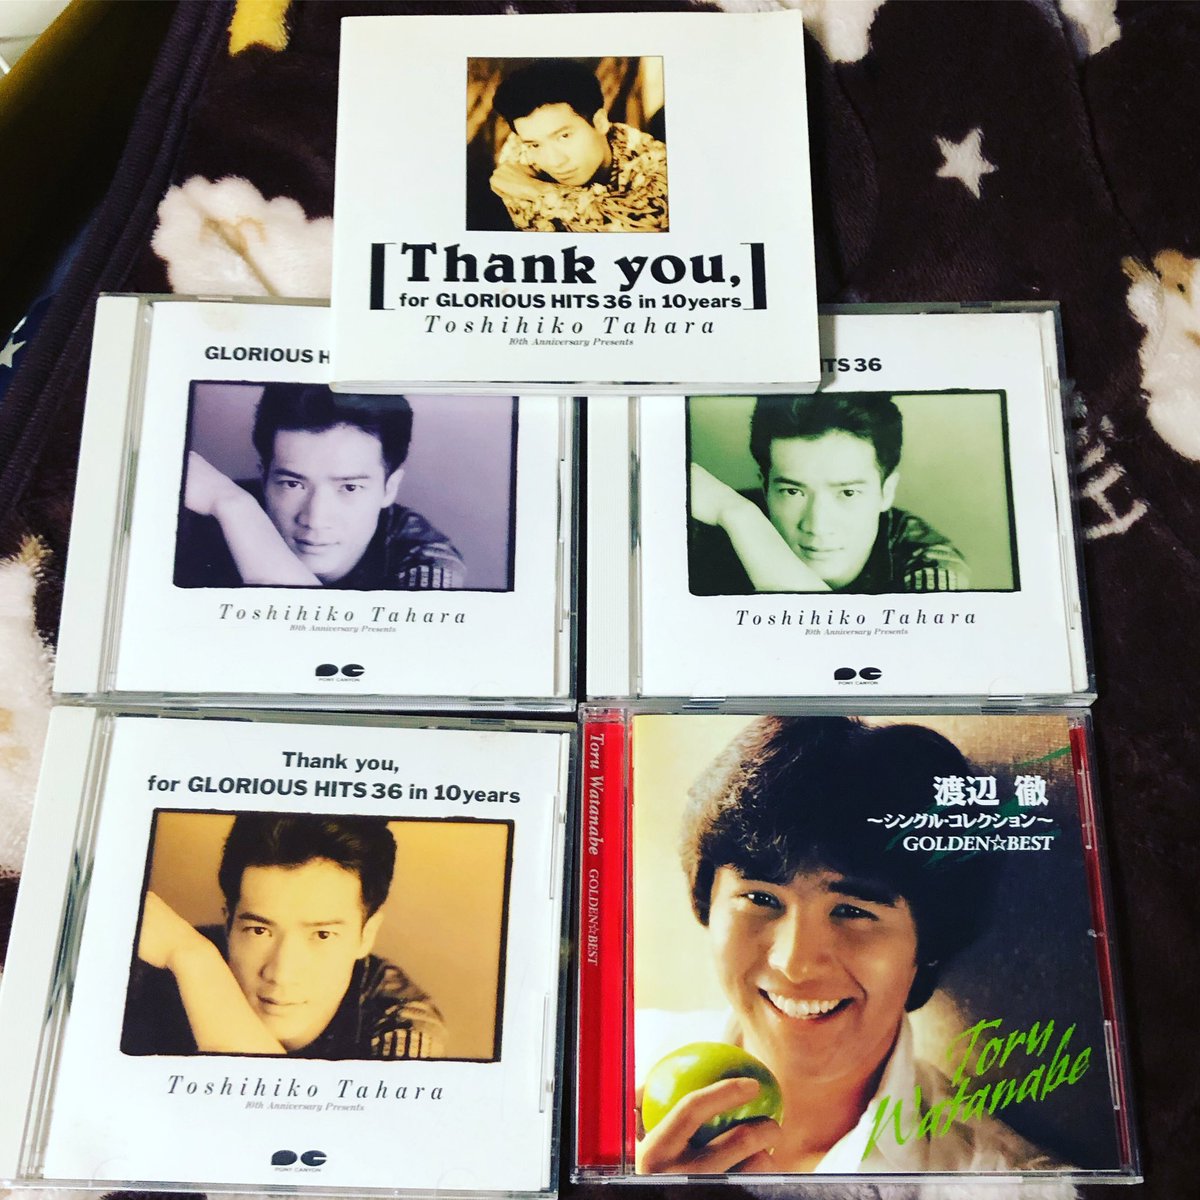 [Thank you,]
for GLORIOUS HITS 36 in 10years
Toshihiko Tahara
10th Anniversary Presents
GLORIOUS H
Toshihiko Tahara
10th Anniversary Presents
PONY CANYON
ITS 36
Toshihiko Tahara
10th Anniversary Presents
PONY CANYON
Thank you,
for GLORIOUS HITS 36 in 10years
Toshihiko Tahara
10th Anniversary Presents
PONY CANYON
Toru Watanabe GOLDEN☆BEST
渡辺 徹
～シングル・コレクション～
GOLDEN☆BEST
Toru
Watanabe